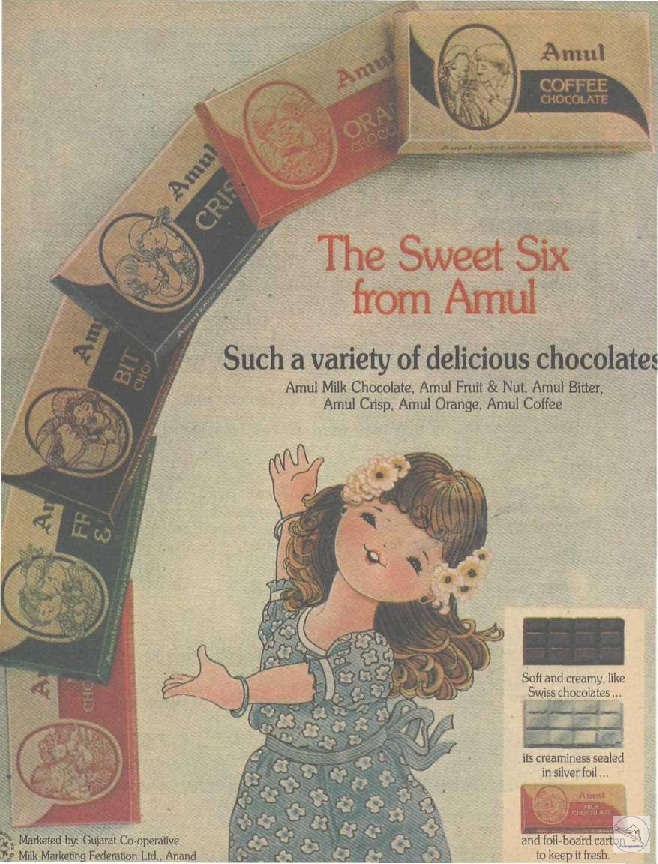 Amul
COFFEE
CHOCOLATE
Amul
ORA
CHOCO
Amul
CRIS
Am
BIT
CHO
Am
FR
&
A
CHO
The Sweet Six
from Amul
Such a variety of delicious chocolates
Amul Milk Chocolate, Amul Fruit & Nut, Amul Bitter,
Amul Crisp, Amul Orange, Amul Coffee
Soft and creamy, like
Swiss chocolates ...
its creaminess sealed
in silver foil ...
Amul
MILK
CHOCOLATE
and foil-board carton
to keep it fresh.
Marketed by: Gujarat Co-operative
Milk Marketing Federation Ltd., Anand